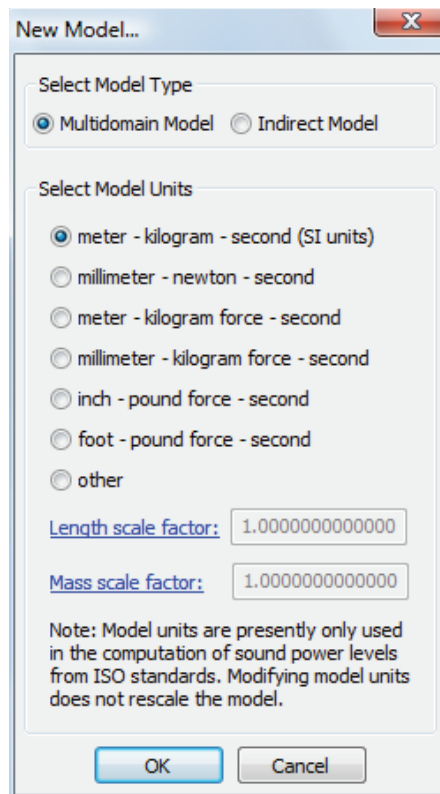 New Model...
Select Model Type
Multidomain Model Indirect Model
Select Model Units
meter - kilogram - second (SI units)
millimeter - newton - second
meter - kilogram force - second
millimeter - kilogram force - second
inch - pound force - second
foot - pound force - second
other
Length scale factor: 1.0000000000000
Mass scale factor: 1.0000000000000
Note: Model units are presently only used
in the computation of sound power levels
from ISO standards. Modifying model units
does not rescale the model.
OK Cancel